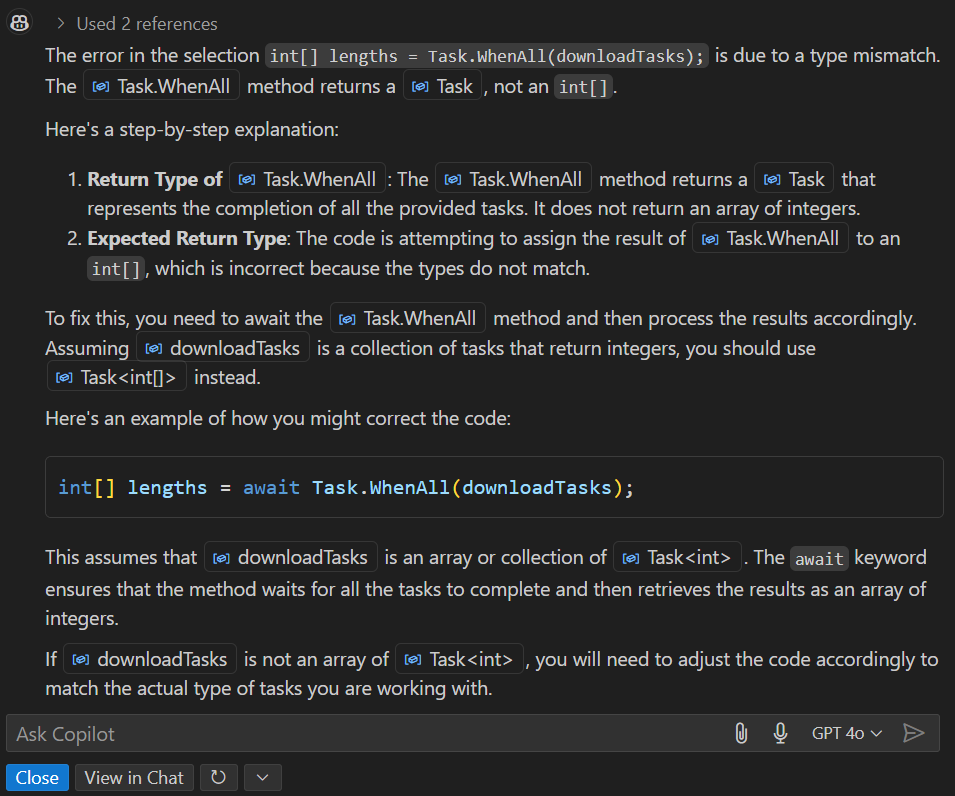 Used 2 references
The error in the selection int[] lengths = Task.WhenAll(downloadTasks); is due to a type mismatch.
The Task.WhenAll method returns a Task , not an int[] .
Here's a step-by-step explanation:
1. Return Type of Task.WhenAll : The Task.WhenAll method returns a Task that
represents the completion of all the provided tasks. It does not return an array of integers.
2. Expected Return Type: The code is attempting to assign the result of Task.WhenAll to an
int[] , which is incorrect because the types do not match.
To fix this, you need to await the Task.WhenAll method and then process the results accordingly.
Assuming downloadTasks is a collection of tasks that return integers, you should use
Task<int[]> instead.
Here's an example of how you might correct the code:
int[] lengths = await Task.WhenAll(downloadTasks);
This assumes that downloadTasks is an array or collection of Task<int> . The await keyword
ensures that the method waits for all the tasks to complete and then retrieves the results as an array of
integers.
If downloadTasks is not an array of Task<int> , you will need to adjust the code accordingly to
match the actual type of tasks you are working with.
Ask Copilot GPT 4o
Close View in Chat